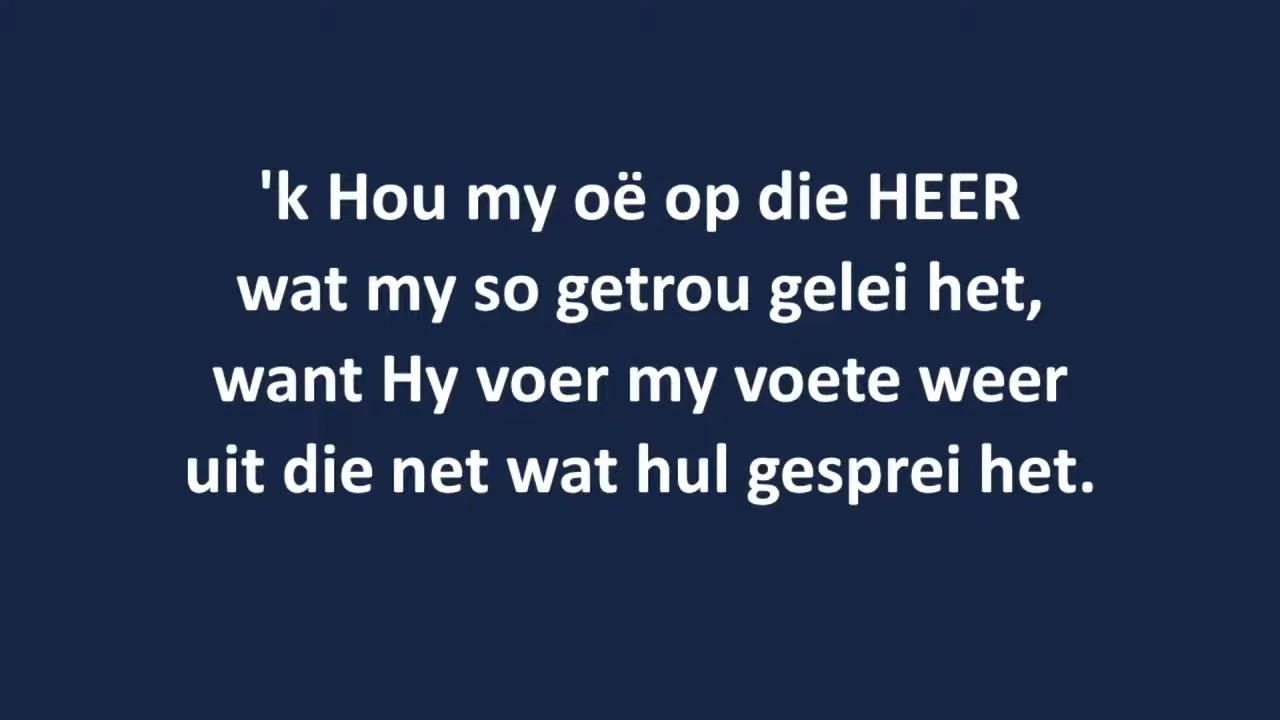 'k Hou my oë op die HEER
wat my so getrou gelei het,
want Hy voer my voete weer
uit die net wat hul gesprei het.